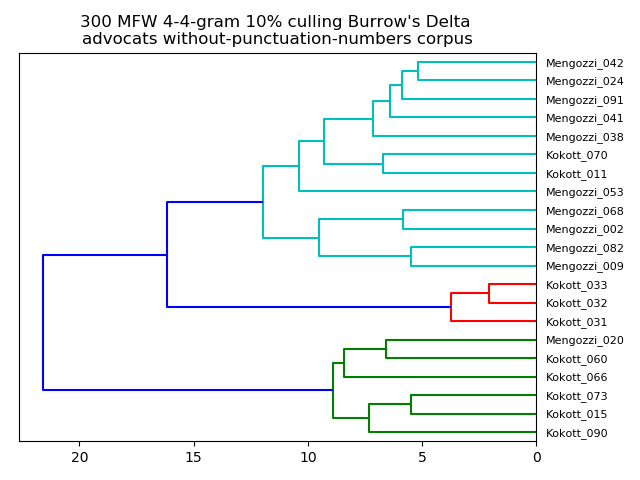 300 MFW 4-4-gram 10% culling Burrow's Delta
advocats without-punctuation-numbers corpus
Mengozzi_042
Mengozzi_024
Mengozzi_091
Mengozzi_041
Mengozzi_038
Kokott_070
Kokott_011
Mengozzi_053
Mengozzi_068
Mengozzi_002
Mengozzi_082
Mengozzi_009
Kokott_033
Kokott_032
Kokott_031
Mengozzi_020
Kokott_060
Kokott_066
Kokott_073
Kokott_015
Kokott_090
20 15 10 5 0